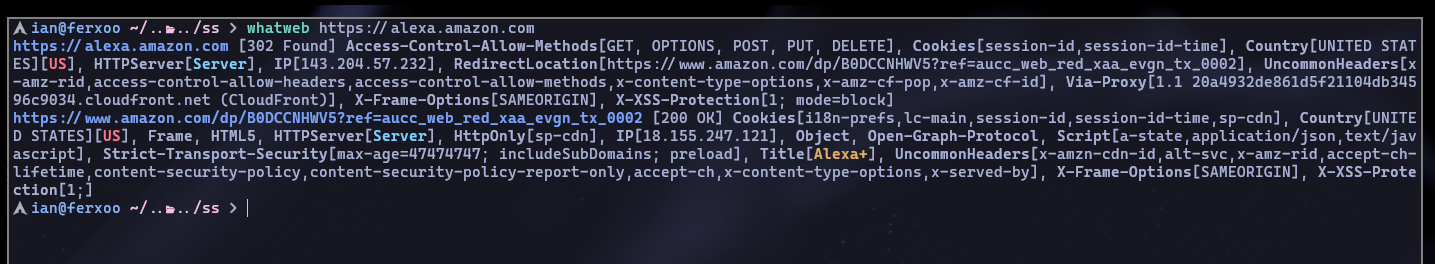 ian@ferxoo ~/../../ss > whatweb https://alexa.amazon.com
https://alexa.amazon.com [302 Found] Access-Control-Allow-Methods[GET, OPTIONS, POST, PUT, DELETE], Cookies[session-id,session-id-time], Country[UNITED STAT
ES][US], HTTPServer[Server], IP[143.204.57.232], RedirectLocation[https://www.amazon.com/dp/B0DCCNHWV5?ref=aucc_web_red_xaa_evgn_tx_0002], UncommonHeaders[x
-amz-rid,access-control-allow-headers,access-control-allow-methods,x-content-type-options,x-amz-cf-pop,x-amz-cf-id], Via-Proxy[1.1 20a4932de861d5f21104db345
96c9034.cloudfront.net (CloudFront)], X-Frame-Options[SAMEORIGIN], X-XSS-Protection[1; mode=block]
https://www.amazon.com/dp/B0DCCNHWV5?ref=aucc_web_red_xaa_evgn_tx_0002 [200 OK] Cookies[i18n-prefs,lc-main,session-id,session-id-time,sp-cdn], Country[UNITE
D STATES][US], Frame, HTML5, HTTPServer[Server], HttpOnly[sp-cdn], IP[18.155.247.121], Object, Open-Graph-Protocol, Script[a-state,application/json,text/jav
ascript], Strict-Transport-Security[max-age=47474747; includeSubDomains; preload], Title[Alexa+], UncommonHeaders[x-amzn-cdn-id,alt-svc,x-amz-rid,accept-ch-
lifetime,content-security-policy,content-security-policy-report-only,accept-ch,x-content-type-options,x-served-by], X-Frame-Options[SAMEORIGIN], X-XSS-Prote
ction[1;]
ian@ferxoo ~/../../ss >